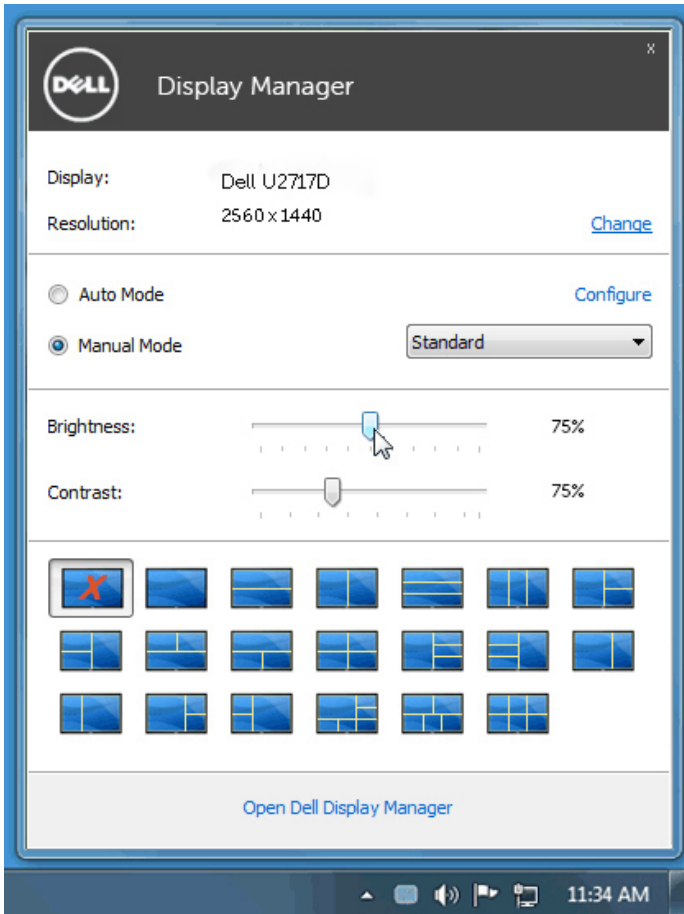 x
DELL Display Manager
Display: Dell U2717D
Resolution: 2560 x 1440 Change
Auto Mode Configure
Manual Mode Standard
Brightness: 75%
Contrast: 75%
X
Open Dell Display Manager
11:34 AM